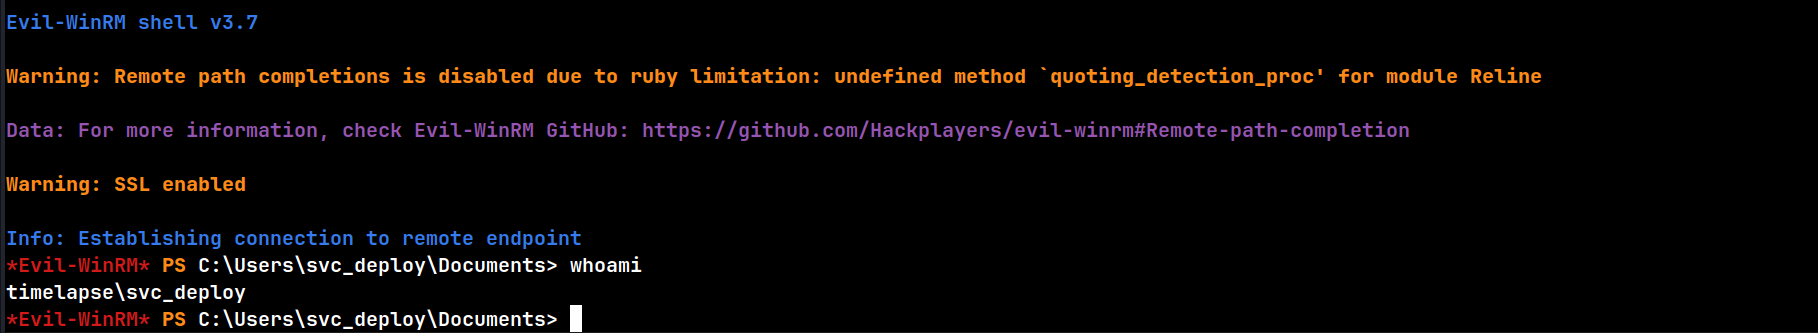 Evil-WinRM shell v3.7
Warning: Remote path completions is disabled due to ruby limitation: undefined method `quoting_detection_proc' for module Reline
Data: For more information, check Evil-WinRM GitHub: https://github.com/Hackplayers/evil-winrm#Remote-path-completion
Warning: SSL enabled
Info: Establishing connection to remote endpoint
*Evil-WinRM* PS C:\Users\svc_deploy\Documents> whoami
timelapse\svc_deploy
*Evil-WinRM* PS C:\Users\svc_deploy\Documents>